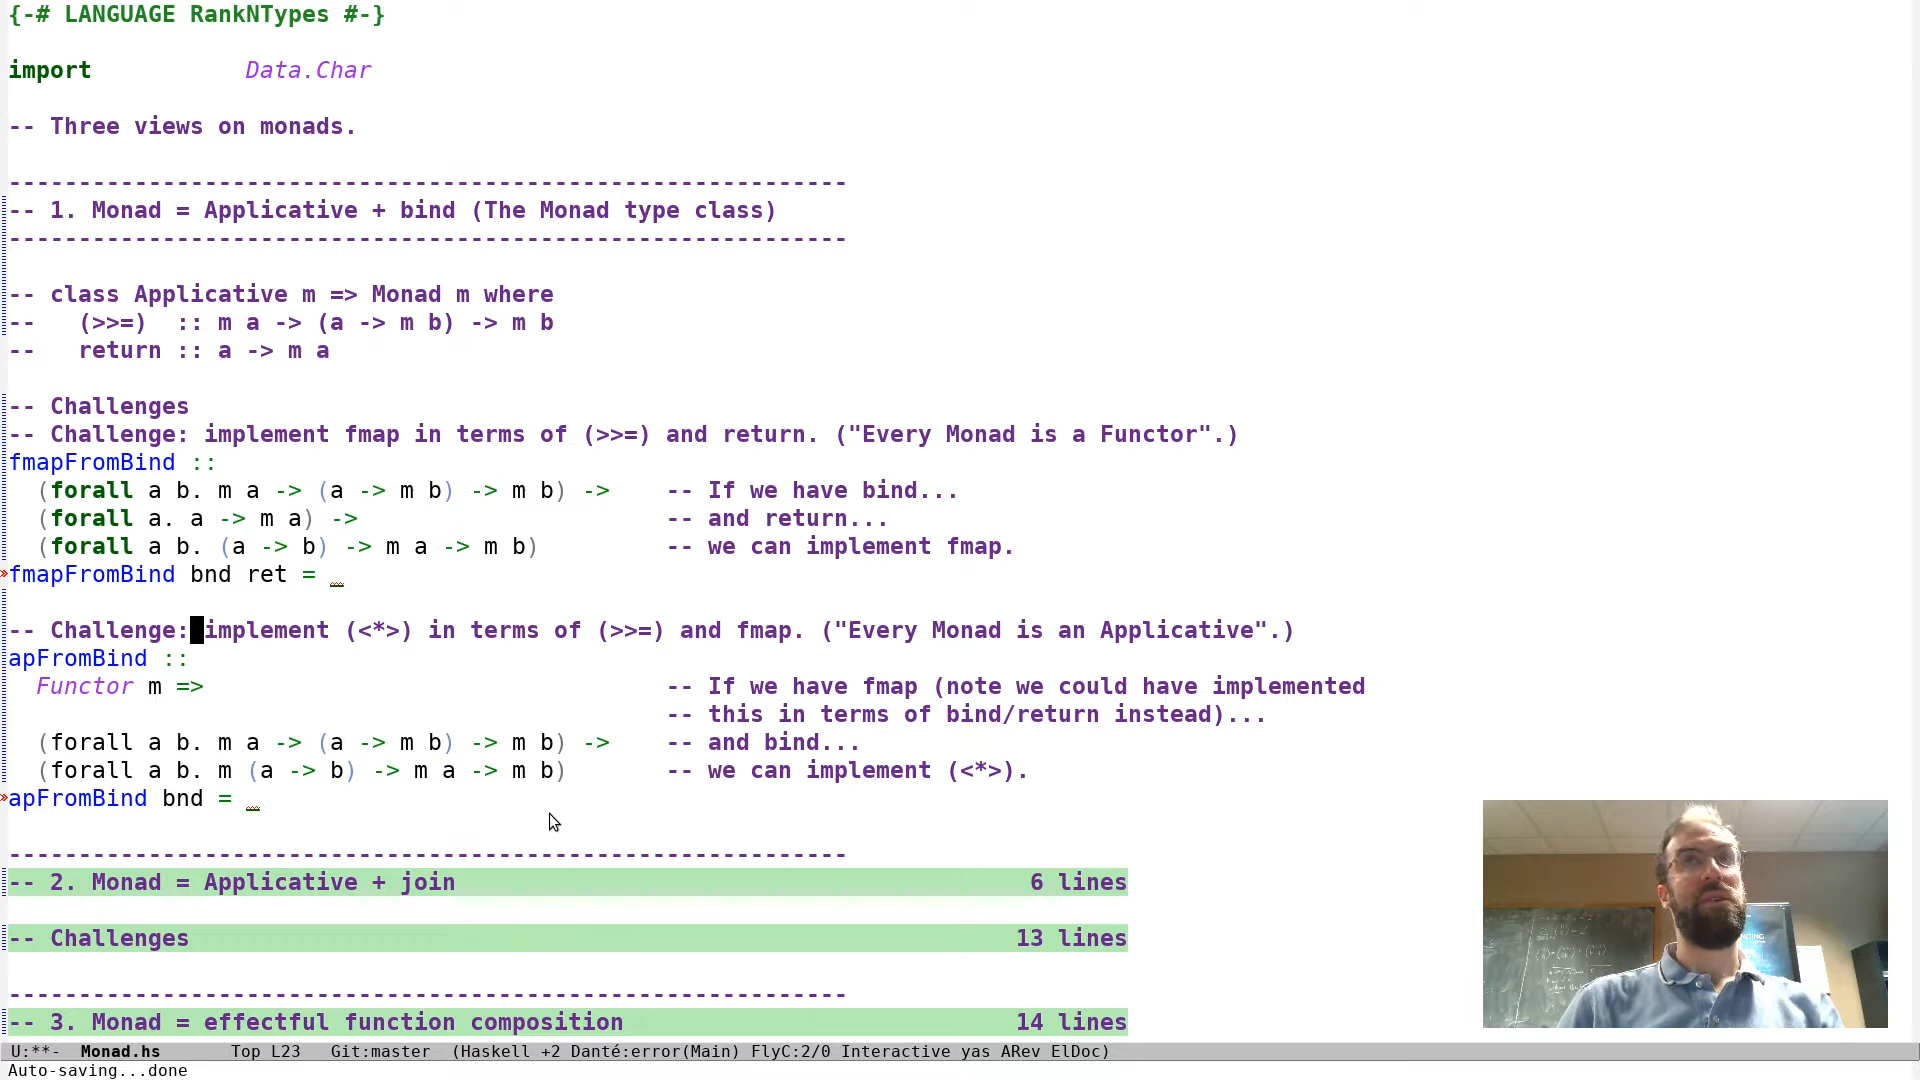 {-# LANGUAGE RankNTypes #-}
import           Data.Char
-- Three views on monads.
------------------------------------------------------------
-- 1. Monad = Applicative + bind (The Monad type class)
------------------------------------------------------------
-- class Applicative m => Monad m where
--   (>>=)  :: m a -> (a -> m b) -> m b
--   return :: a -> m a
-- Challenges
-- Challenge: implement fmap in terms of (>>=) and return. ("Every Monad is a Functor".)
fmapFromBind ::
  (forall a b. m a -> (a -> m b) -> m b) ->    -- If we have bind...
  (forall a. a -> m a) ->                      -- and return...
  (forall a b. (a -> b) -> m a -> m b)         -- we can implement fmap.
fmapFromBind bnd ret = _
-- Challenge: implement (<*>) in terms of (>>=) and fmap. ("Every Monad is an Applicative".)
apFromBind ::
  Functor m =>                                 -- If we have fmap (note we could have implemented
                                               -- this in terms of bind/return instead)...
  (forall a b. m a -> (a -> m b) -> m b) ->    -- and bind...
  (forall a b. m (a -> b) -> m a -> m b)       -- we can implement (<*>).
apFromBind bnd = _
------------------------------------------------------------
-- 2. Monad = Applicative + join                                         6 lines
-- Challenges                                                           13 lines
------------------------------------------------------------
-- 3. Monad = effectful function composition                            14 lines
U:**-  Monad.hs       Top L23   Git:master  (Haskell +2 Danté:error(Main) FlyC:2/0 Interactive yas ARev ElDoc)
Auto-saving...done